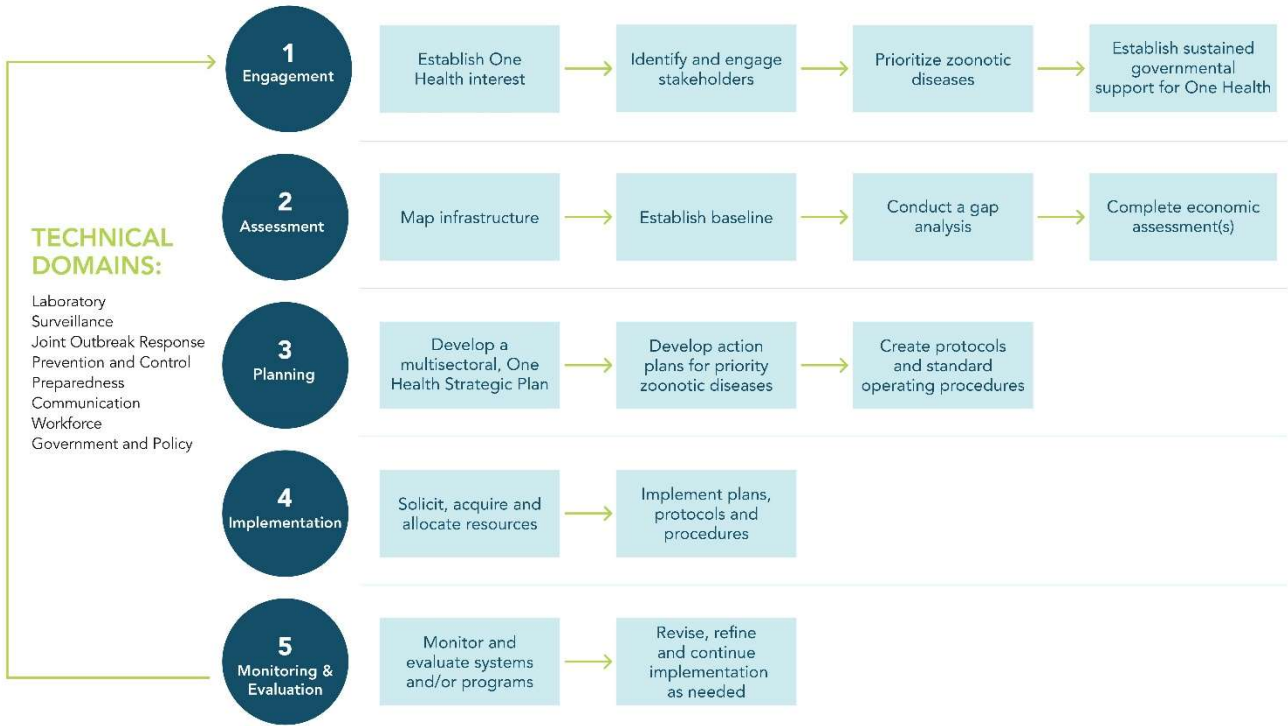 1
Engagement
Establish One
Health interest
Identify and engage
stakeholders
Prioritize zoonotic
diseases
Establish sustained
governmental
support for One Health
2
Assessment
Map infrastructure
Establish baseline
Conduct a gap
analysis
Complete economic
assessment(s)
TECHNICAL
DOMAINS:
Laboratory
Surveillance
Joint Outbreak Response
Prevention and Control
Preparedness
Communication
Workforce
Government and Policy
3
Planning
Develop a
multisectoral, One
Health Strategic Plan
Develop action
plans for priority
zoonotic diseases
Create protocols
and standard
operating procedures
4
Implementation
Solicit, acquire and
allocate resources
Implement plans,
protocols and
procedures
5
Monitoring &
Evaluation
Monitor and
evaluate systems
and/or programs
Revise, refine
and continue
implementation
as needed